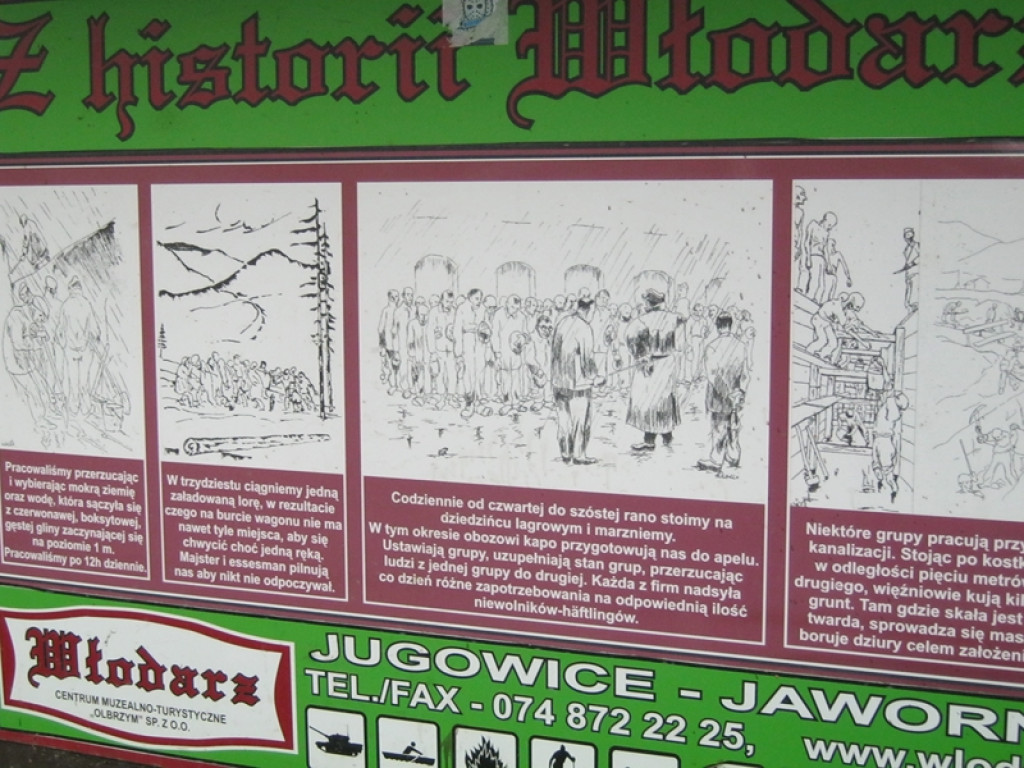 Z historii Włodarz
Pracowaliśmy przerzucając
i wybierając mokrą ziemię
oraz wodę, która sączyła się
z czerwonawej, boksytowej,
gęstej gliny zaczynającej się
na poziomie 1 m.
Pracowaliśmy po 12h dziennie.
W trzydziestu ciągniemy jedną
załadowaną lorę, w rezultacie
czego na burcie wagonu nie ma
nawet tyle miejsca, aby się
chwycić choć jedną ręką.
Majster i essesman pilnują
nas aby nikt nie odpoczywał.
Codziennie od czwartej do szóstej rano stoimy na
dziedzińcu lagrowym i marzniemy.
W tym okresie obozowi kapo przygotowują nas do apelu.
Ustawiają grupy, uzupełniają stan grup, przerzucając
ludzi z jednej grupy do drugiej. Każda z firm nadsyła
co dzień różne zapotrzebowania na odpowiednią ilość
niewolników-häftlingów.
Niektóre grupy pracują przy
kanalizacji. Stojąc po kostk
w odległości pięciu metrów
drugiego, więźniowie kują kil
grunt. Tam gdzie skała jest
twarda, sprowadza się mas
boruje dziury celem założeni
Włodarz
CENTRUM MUZEALNO-TURYSTYCZNE
„OLBRZYM" SP. Z O.O.
JUGOWICE - JAWORN
TEL./FAX - 074 872 22 25,
www.wlod